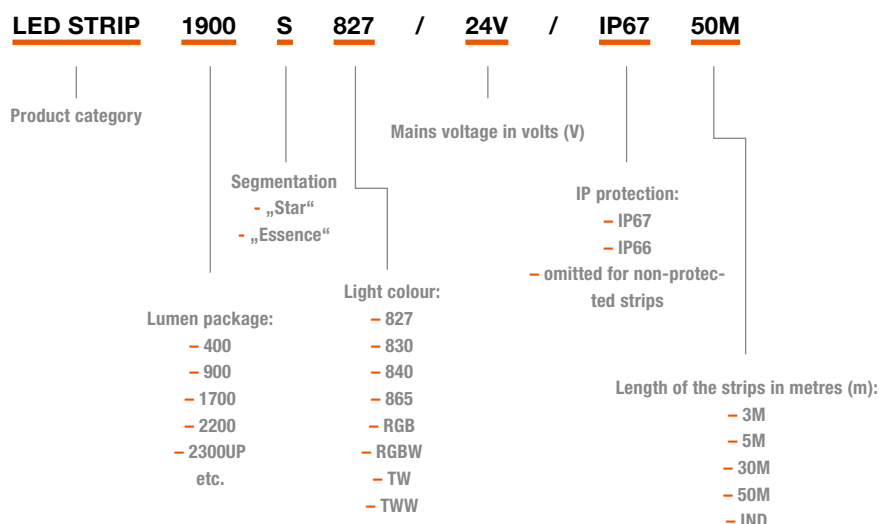 LED STRIP 1900 S 827 / 24V / IP67 50M
Product category
Mains voltage in volts (V)
Segmentation
- „Star“
- „Essence“
IP protection:
– IP67
– IP66
– omitted for non-protec-
ted strips
Light colour:
– 827
– 830
– 840
– 865
– RGB
– RGBW
– TW
– TWW
Lumen package:
– 400
– 900
– 1700
– 2200
– 2300UP
etc.
Length of the strips in metres (m):
– 3M
– 5M
– 30M
– 50M
– IND